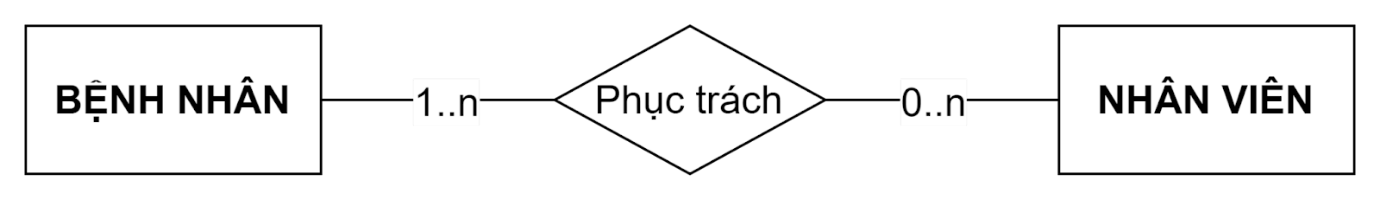 BỆNH NHÂN
1..n
Phục trách
0..n
NHÂN VIÊN